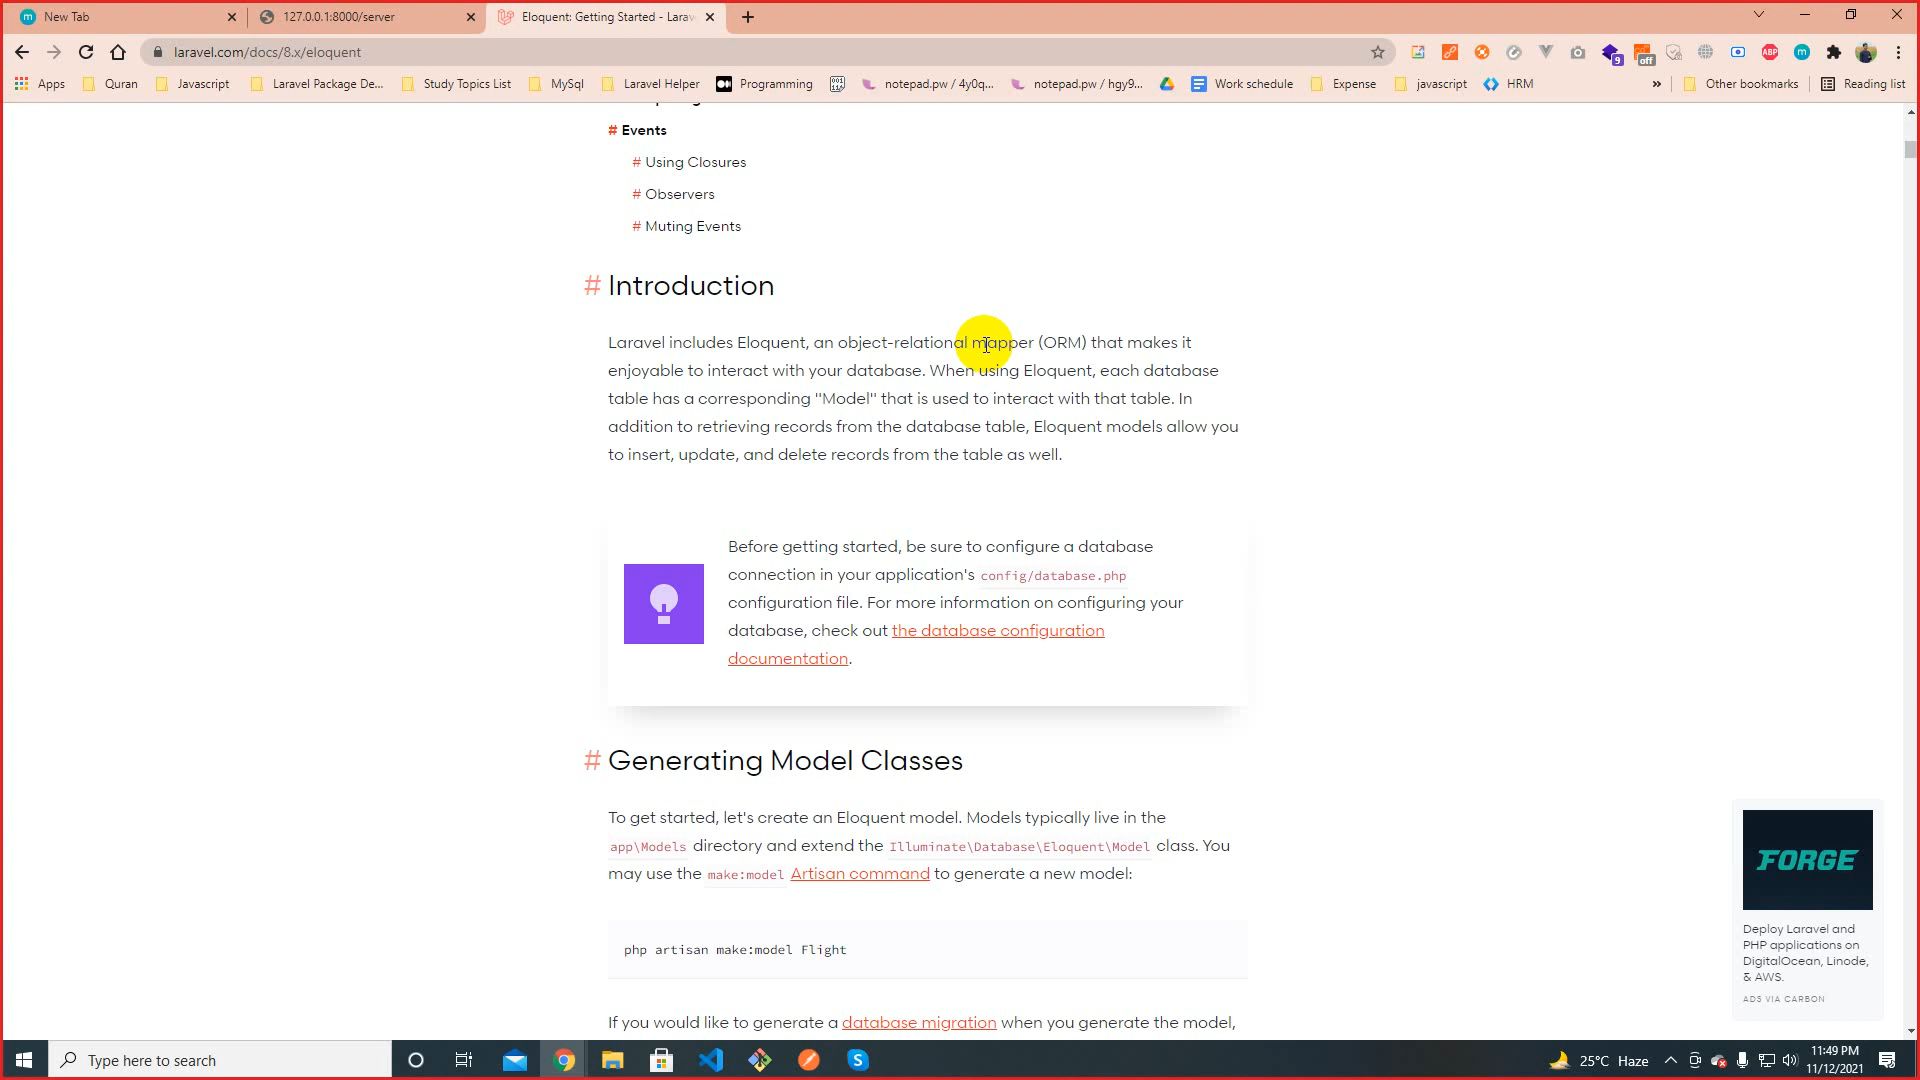 New Tab
127.0.0.1:8000/server
Eloquent: Getting Started - Larav
laravel.com/docs/8.x/eloquent
9
off
ABP
m
Apps
Quran
Javascript
Laravel Package De...
Study Topics List
MySql
Laravel Helper
Programming
notepad.pw / 4y0q...
notepad.pw / hgy9...
Work schedule
Expense
javascript
HRM
»
Other bookmarks
Reading list
# Events
# Using Closures
# Observers
# Muting Events
# Introduction
Laravel includes Eloquent, an object-relational mapper (ORM) that makes it
enjoyable to interact with your database. When using Eloquent, each database
table has a corresponding "Model" that is used to interact with that table. In
addition to retrieving records from the database table, Eloquent models allow you
to insert, update, and delete records from the table as well.
Before getting started, be sure to configure a database
connection in your application's config/database.php
configuration file. For more information on configuring your
database, check out the database configuration
documentation.
# Generating Model Classes
To get started, let's create an Eloquent model. Models typically live in the
app\Models directory and extend the Illuminate\Database\Eloquent\Model class. You
may use the make:model Artisan command to generate a new model:
php artisan make:model Flight
If you would like to generate a database migration when you generate the model,
FORGE
Deploy Laravel and
PHP applications on
DigitalOcean, Linode,
& AWS.
ADS VIA CARBON
Type here to search
25°C Haze
11:49 PM
11/12/2021